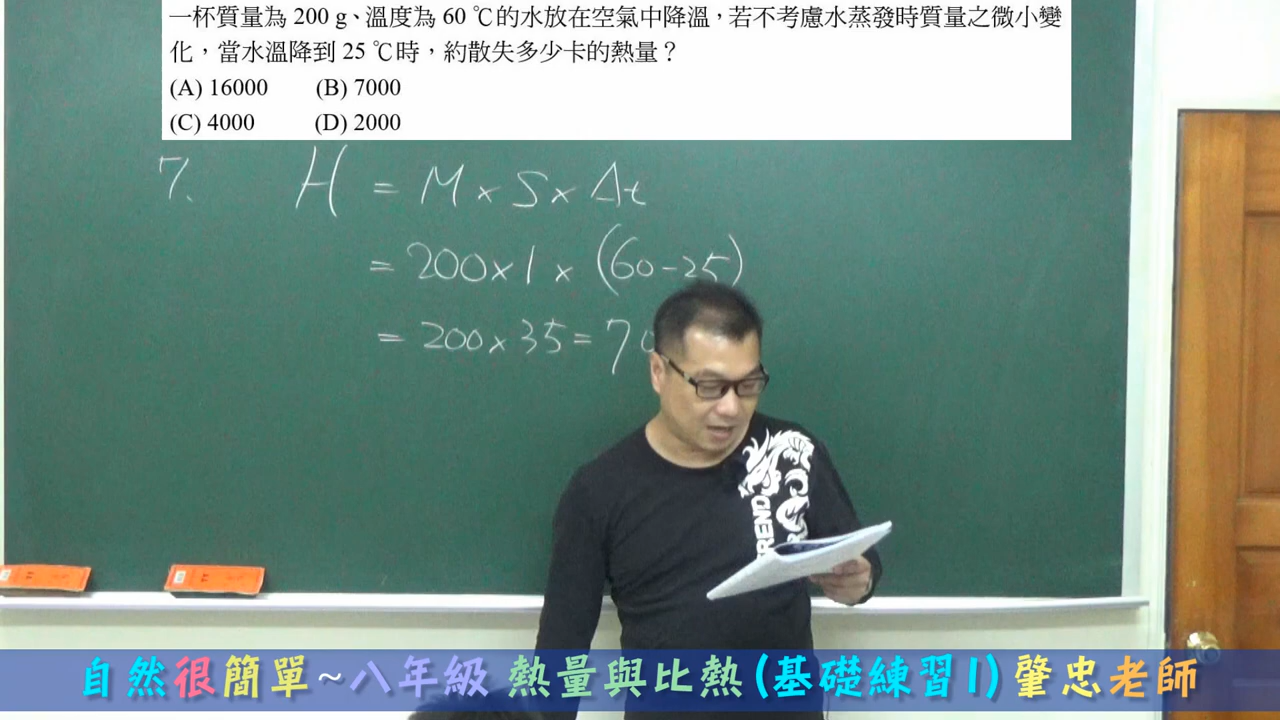 一杯質量為 200 g、溫度為 60 ℃的水放在空氣中降溫，若不考慮水蒸發時質量之微小變
化，當水溫降到 25 ℃時，約散失多少卡的熱量？
(A) 16000 (B) 7000
(C) 4000 (D) 2000
7. H = M × S × Δt
= 200 × 1 × (60-25)
= 200 × 35 = 70
自然很簡單~八年級 熱量與比熱(基礎練習1)肇忠老師